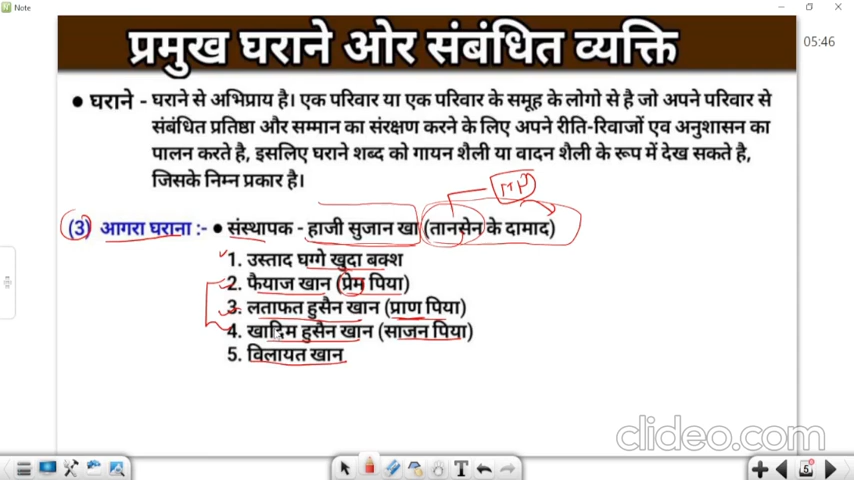 Note
05:46
प्रमुख घराने ओर संबंधित व्यक्ति
● घराने - घराने से अभिप्राय है। एक परिवार या एक परिवार के समूह के लोगो से है जो अपने परिवार से
संबंधित प्रतिष्ठा और सम्मान का संरक्षण करने के लिए अपने रीति-रिवाजों एव अनुशासन का
पालन करते है, इसलिए घराने शब्द को गायन शैली या वादन शैली के रूप में देख सकते है,
जिसके निम्न प्रकार है।
MP
(3) आगरा घराना :- ● संस्थापक - हाजी सुजान खा (तानसेन के दामाद)
1. उस्ताद घग्गे खुदा बक्श
2. फैयाज खान (प्रेम पिया)
3. लताफत हुसैन खान (प्राण पिया)
4. खादिम हुसैन खान (साजन पिया)
5. विलायत खान
clideo.com
T
5